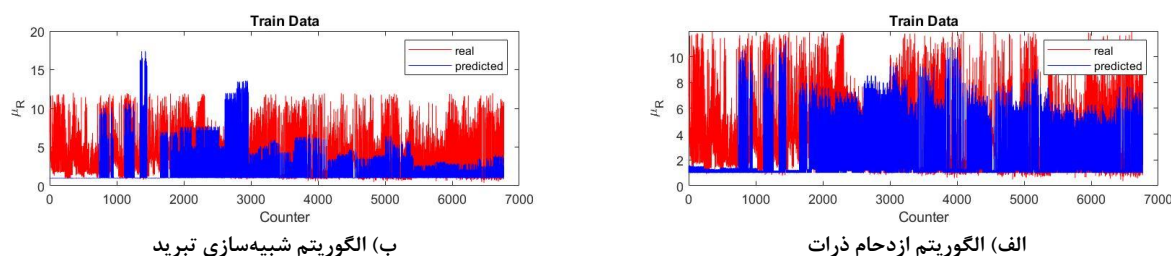 Train Data
20
15
10
5
0
μR
real
predicted
0 1000 2000 3000 4000 5000 6000 7000
Counter
ب) الگوریتم شبیه‌سازی تبرید
Train Data
10
8
6
4
2
0
μR
real
predicted
0 1000 2000 3000 4000 5000 6000 7000
Counter
الف) الگوریتم ازدحام ذرات